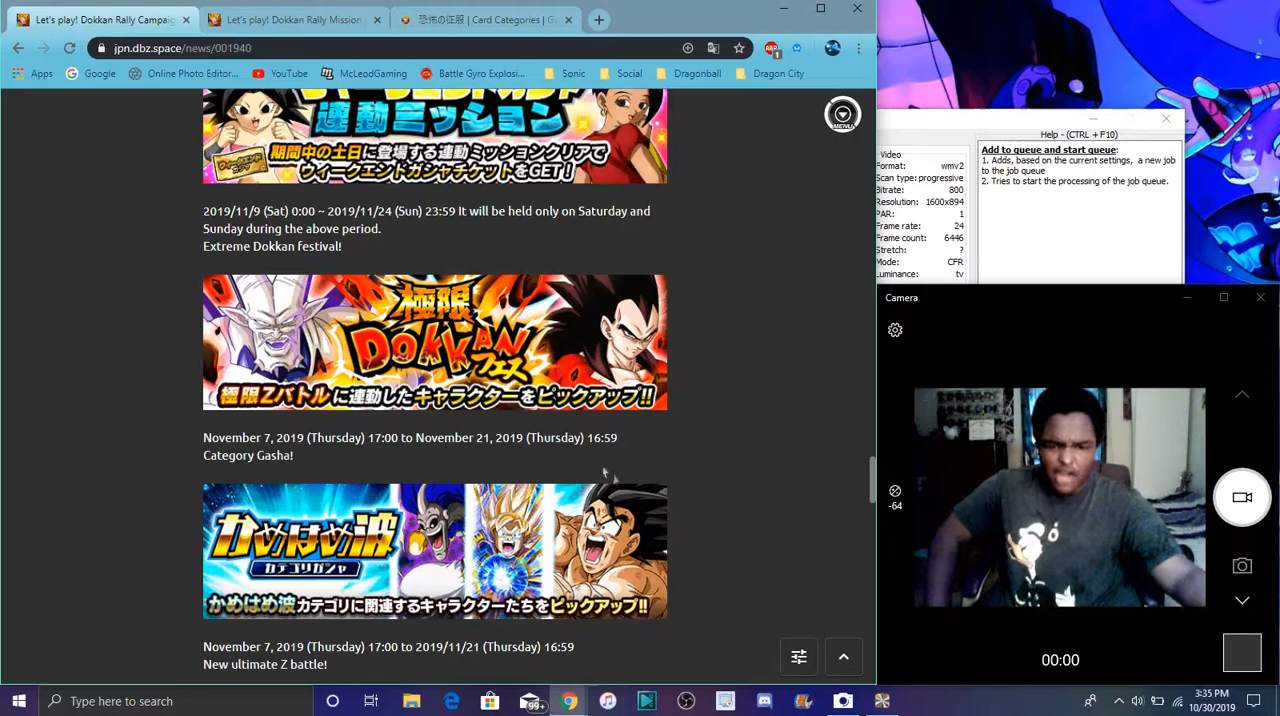 Let's play! Dokkan Rally Campaig
Let's play! Dokkan Rally Mission
恐怖の征服 | Card Categories | G
jpn.dbz.space/news/001940
Apps
Google
Online Photo Editor...
YouTube
McLeodGaming
Battle Gyro Explosi...
Sonic
Social
Dragonball
Dragon City
連動ミッション
期間中の土日に登場する連動ミッションクリアで
ウィークエンドガシャチケットをGET!
MENU
2019/11/9 (Sat) 0:00 ~ 2019/11/24 (Sun) 23:59 It will be held only on Saturday and
Sunday during the above period.
Extreme Dokkan festival!
極限
DOKKANフェス
極限Zバトルに連動したキャラクターをピックアップ!!
November 7, 2019 (Thursday) 17:00 to November 21, 2019 (Thursday) 16:59
Category Gasha!
かめはめ波
カテゴリガシャ
かめはめ波カテゴリに関連するキャラクターたちをピックアップ!!
November 7, 2019 (Thursday) 17:00 to 2019/11/21 (Thursday) 16:59
New ultimate Z battle!
Video
Format: wmv2
Scan type: progressive
Bitrate: 800
Resolution: 1600x894
PAR: 1
Frame rate: 24
Frame count: 6446
Stretch: ?
Mode: CFR
Luminance: tv
Help - (CTRL + F10)
Add to queue and start queue:
1. Adds, based on the current settings, a new job
to the job queue
2. Tries to start the processing of the job queue.
Camera
-64
00:00
Type here to search
99+
3:35 PM
10/30/2019